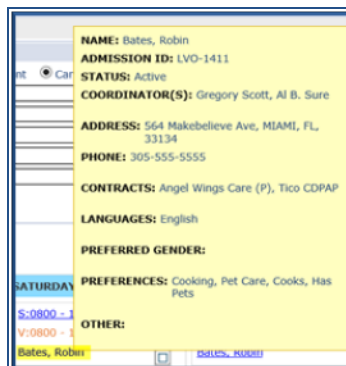 NAME: Bates, Robin
ADMISSION ID: LVO-1411
STATUS: Active
COORDINATOR(S): Gregory Scott, Al B. Sure
ADDRESS: 564 Makebelieve Ave, MIAMI, FL,
33134
PHONE: 305-555-5555
CONTRACTS: Angel Wings Care (P), Tico CDPAP
LANGUAGES: English
PREFERRED GENDER:
PREFERENCES: Cooking, Pet Care, Cooks, Has
Pets
OTHER:
SATURDAY
S:0800 - 1
V:0800 - 1
Bates, Robin
Bates, Robin